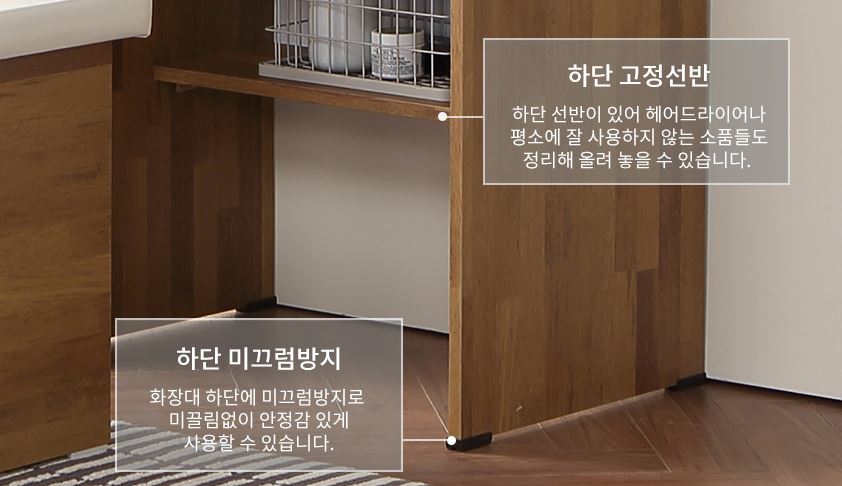 하단 고정선반
하단 선반이 있어 헤어드라이어나
평소에 잘 사용하지 않는 소품들도
정리해 올려 놓을 수 있습니다.
하단 미끄럼방지
화장대 하단에 미끄럼방지로
미끌림없이 안정감 있게
사용할 수 있습니다.